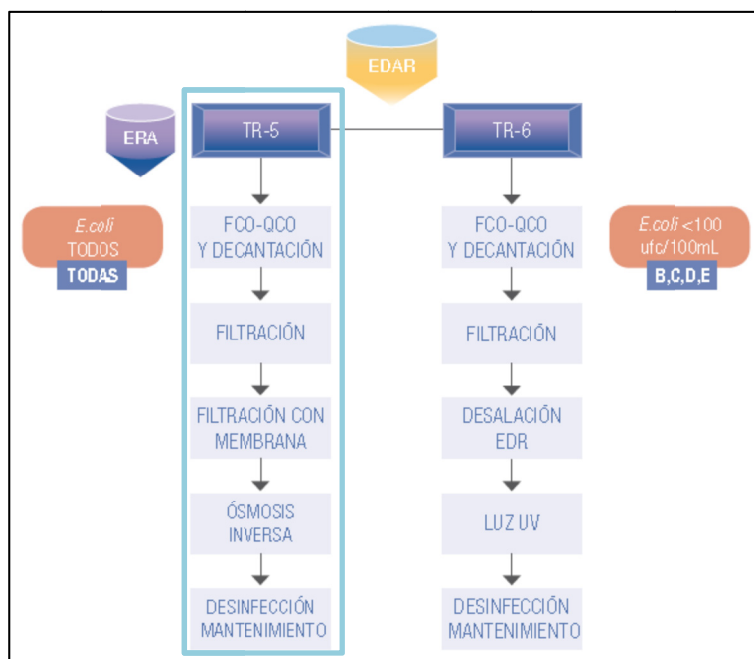 EDAR
ERA
TR-5
TR-6
E.coli
TODOS
TODAS
FCO-QCO
Y DECANTACIÓN
FCO-QCO
Y DECANTACIÓN
E.coli <100
ufc/100mL
B,C,D,E
FILTRACIÓN
FILTRACIÓN
FILTRACIÓN CON
MEMBRANA
DESALACIÓN
EDR
ÓSMOSIS
INVERSA
LUZ UV
DESINFECCIÓN
MANTENIMIENTO
DESINFECCIÓN
MANTENIMIENTO